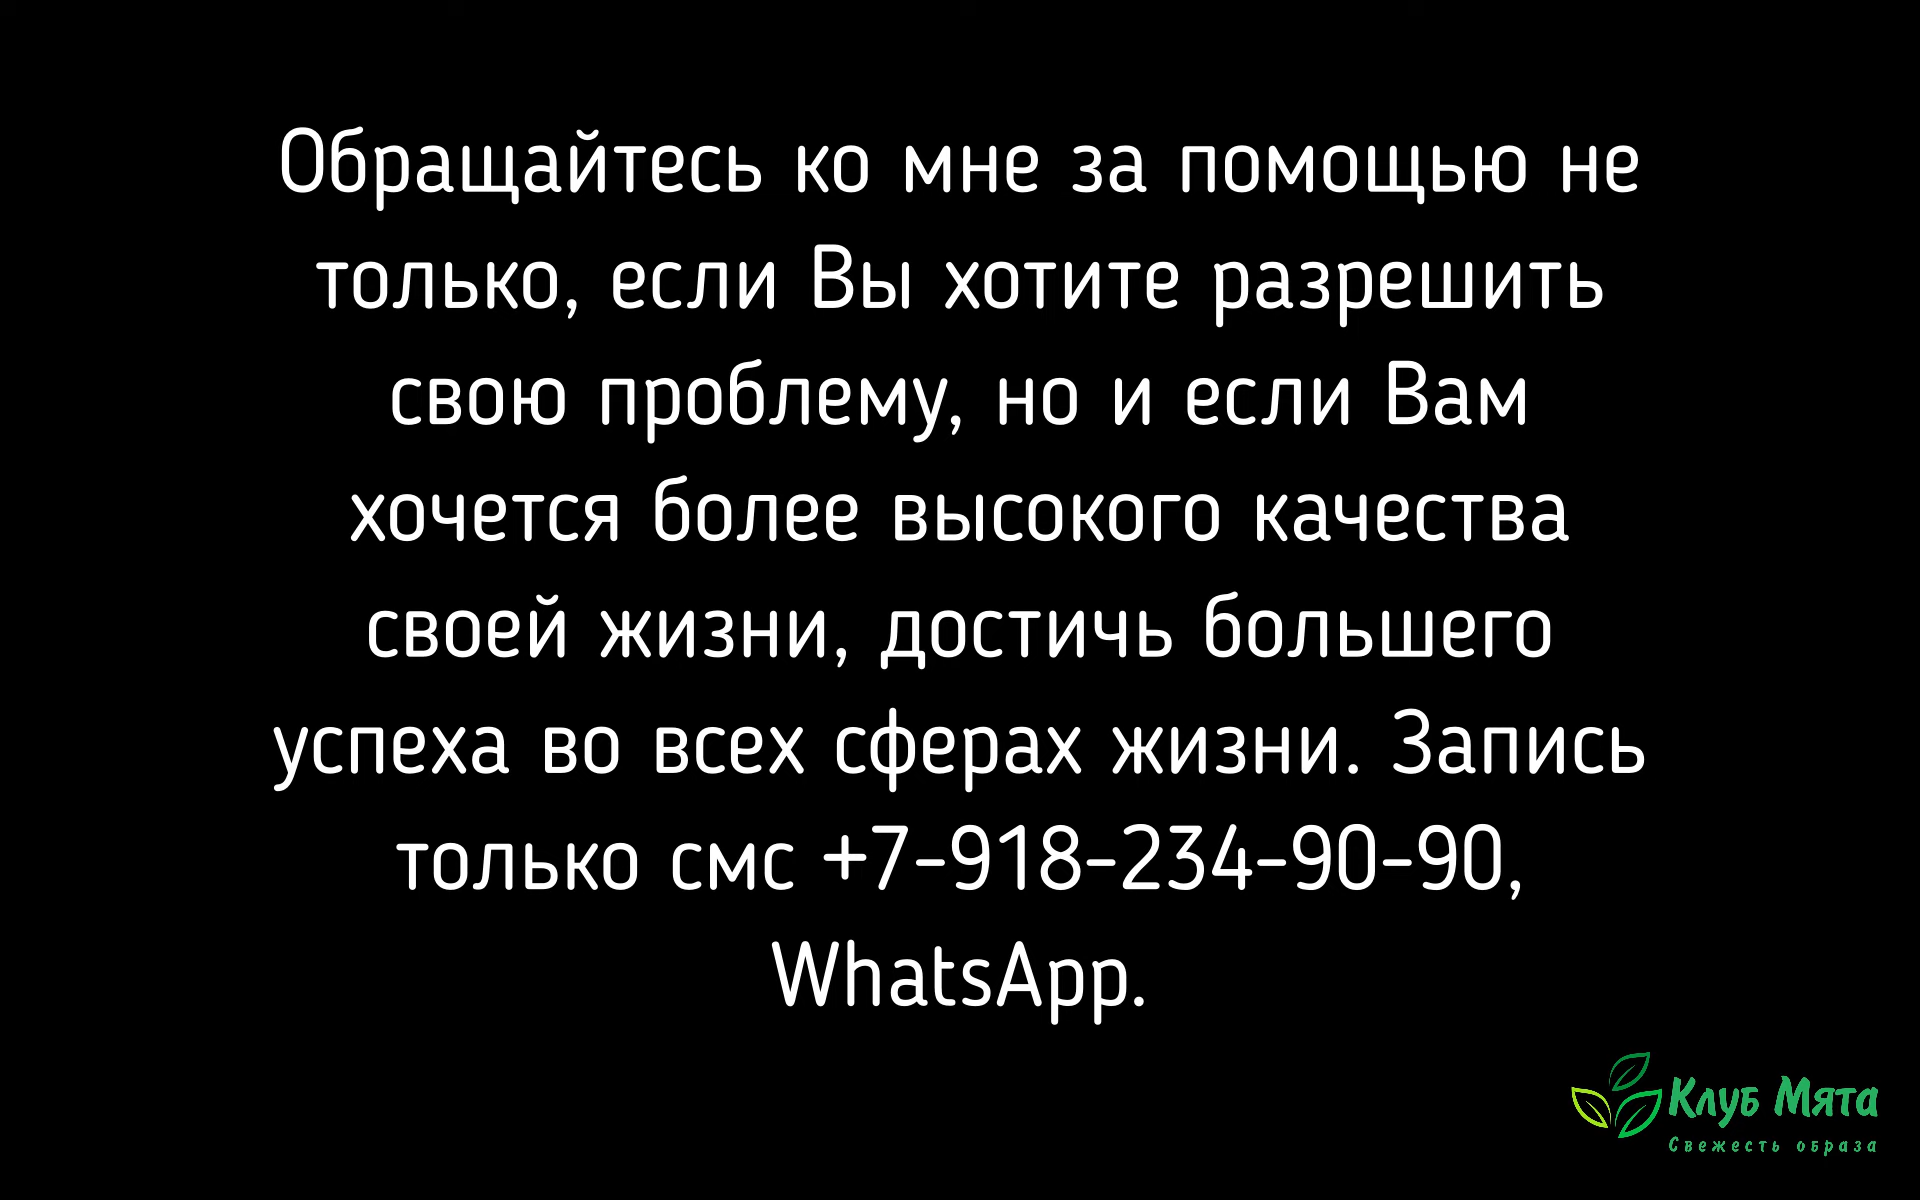 Обращайтесь ко мне за помощью не
только, если Вы хотите разрешить
свою проблему, но и если Вам
хочется более высокого качества
своей жизни, достичь большего
успеха во всех сферах жизни. Запись
только смс +7-918-234-90-90,
WhatsApp.
Клуб Мята
Свежесть образа